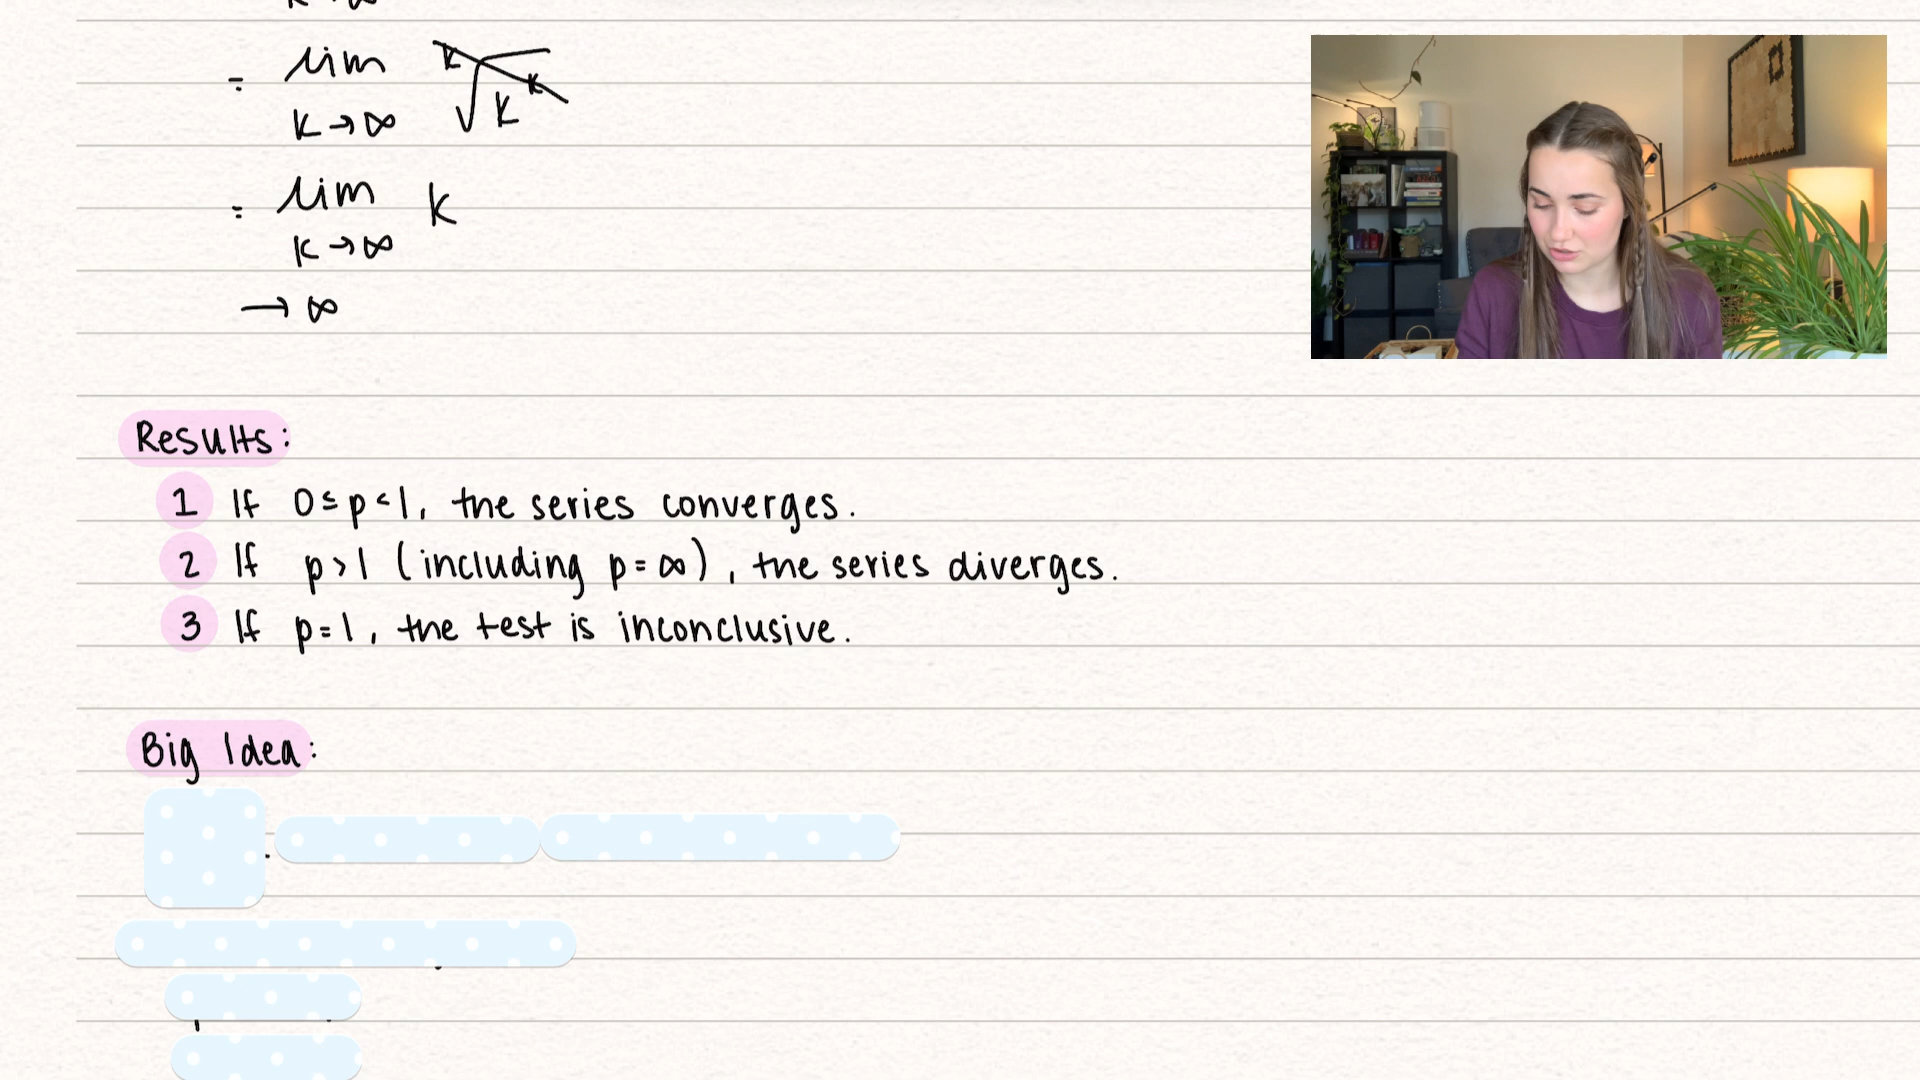 = lim k√k^k
k→∞
= lim k
k→∞
→ ∞
Results:
1 If 0≤p<1, the series converges.
2 If p>1 (including p=∞), the series diverges.
3 If p=1, the test is inconclusive.
Big Idea: